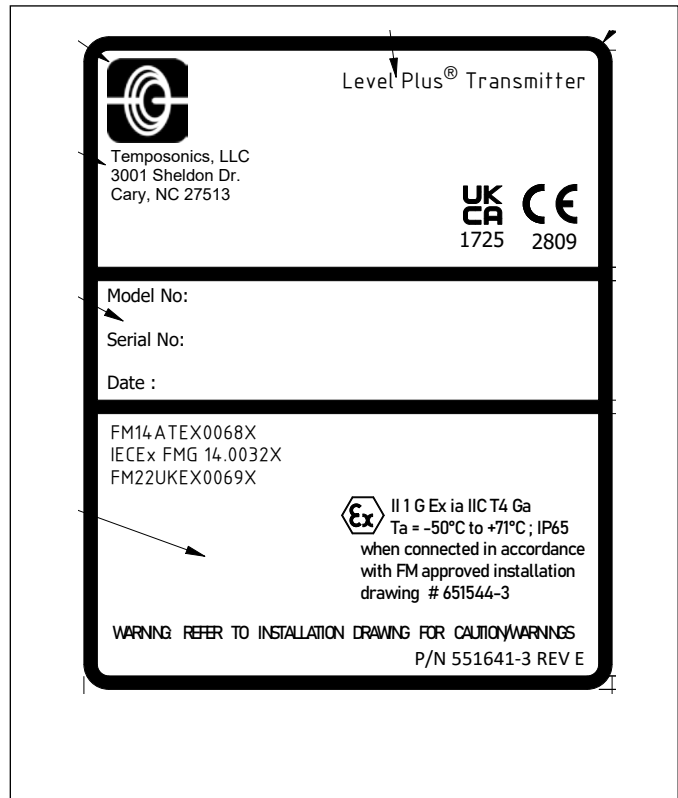 Level Plus® Transmitter
Temposonics, LLC
3001 Sheldon Dr.
Cary, NC 27513
UK
CA
CE
1725 2809
Model No:
Serial No:
Date :
FM14ATEX0068X
IECEx FMG 14.0032X
FM22UKEX0069X
Ex II 1 G Ex ia IIC T4 Ga
Ta = -50°C to +71°C ; IP65
when connected in accordance
with FM approved installation
drawing # 651544-3
WARNING: REFER TO INSTALLATION DRAWING FOR CAUTION/WARNINGS
P/N 551641-3 REV E